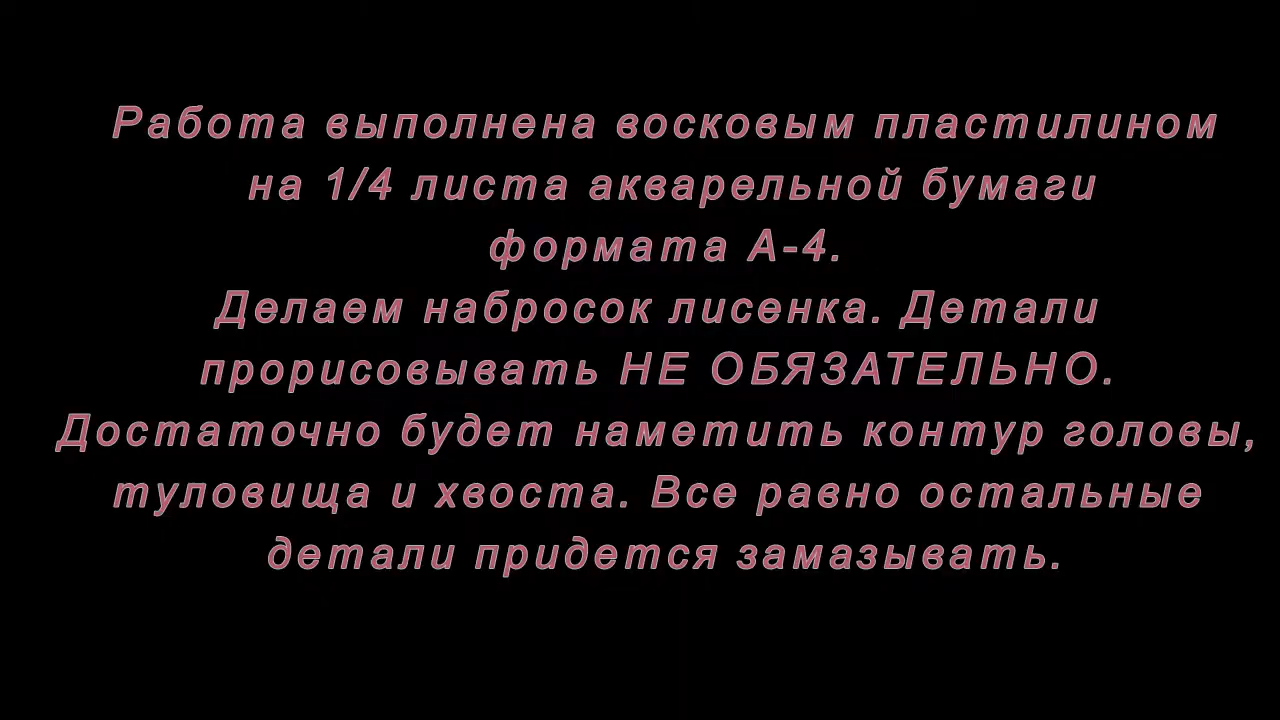 Работа выполнена восковым пластилином
на 1/4 листа акварельной бумаги
формата А-4.
Делаем набросок лисенка. Детали
прорисовывать НЕ ОБЯЗАТЕЛЬНО.
Достаточно будет наметить контур головы,
туловища и хвоста. Все равно остальные
детали придется замазывать.